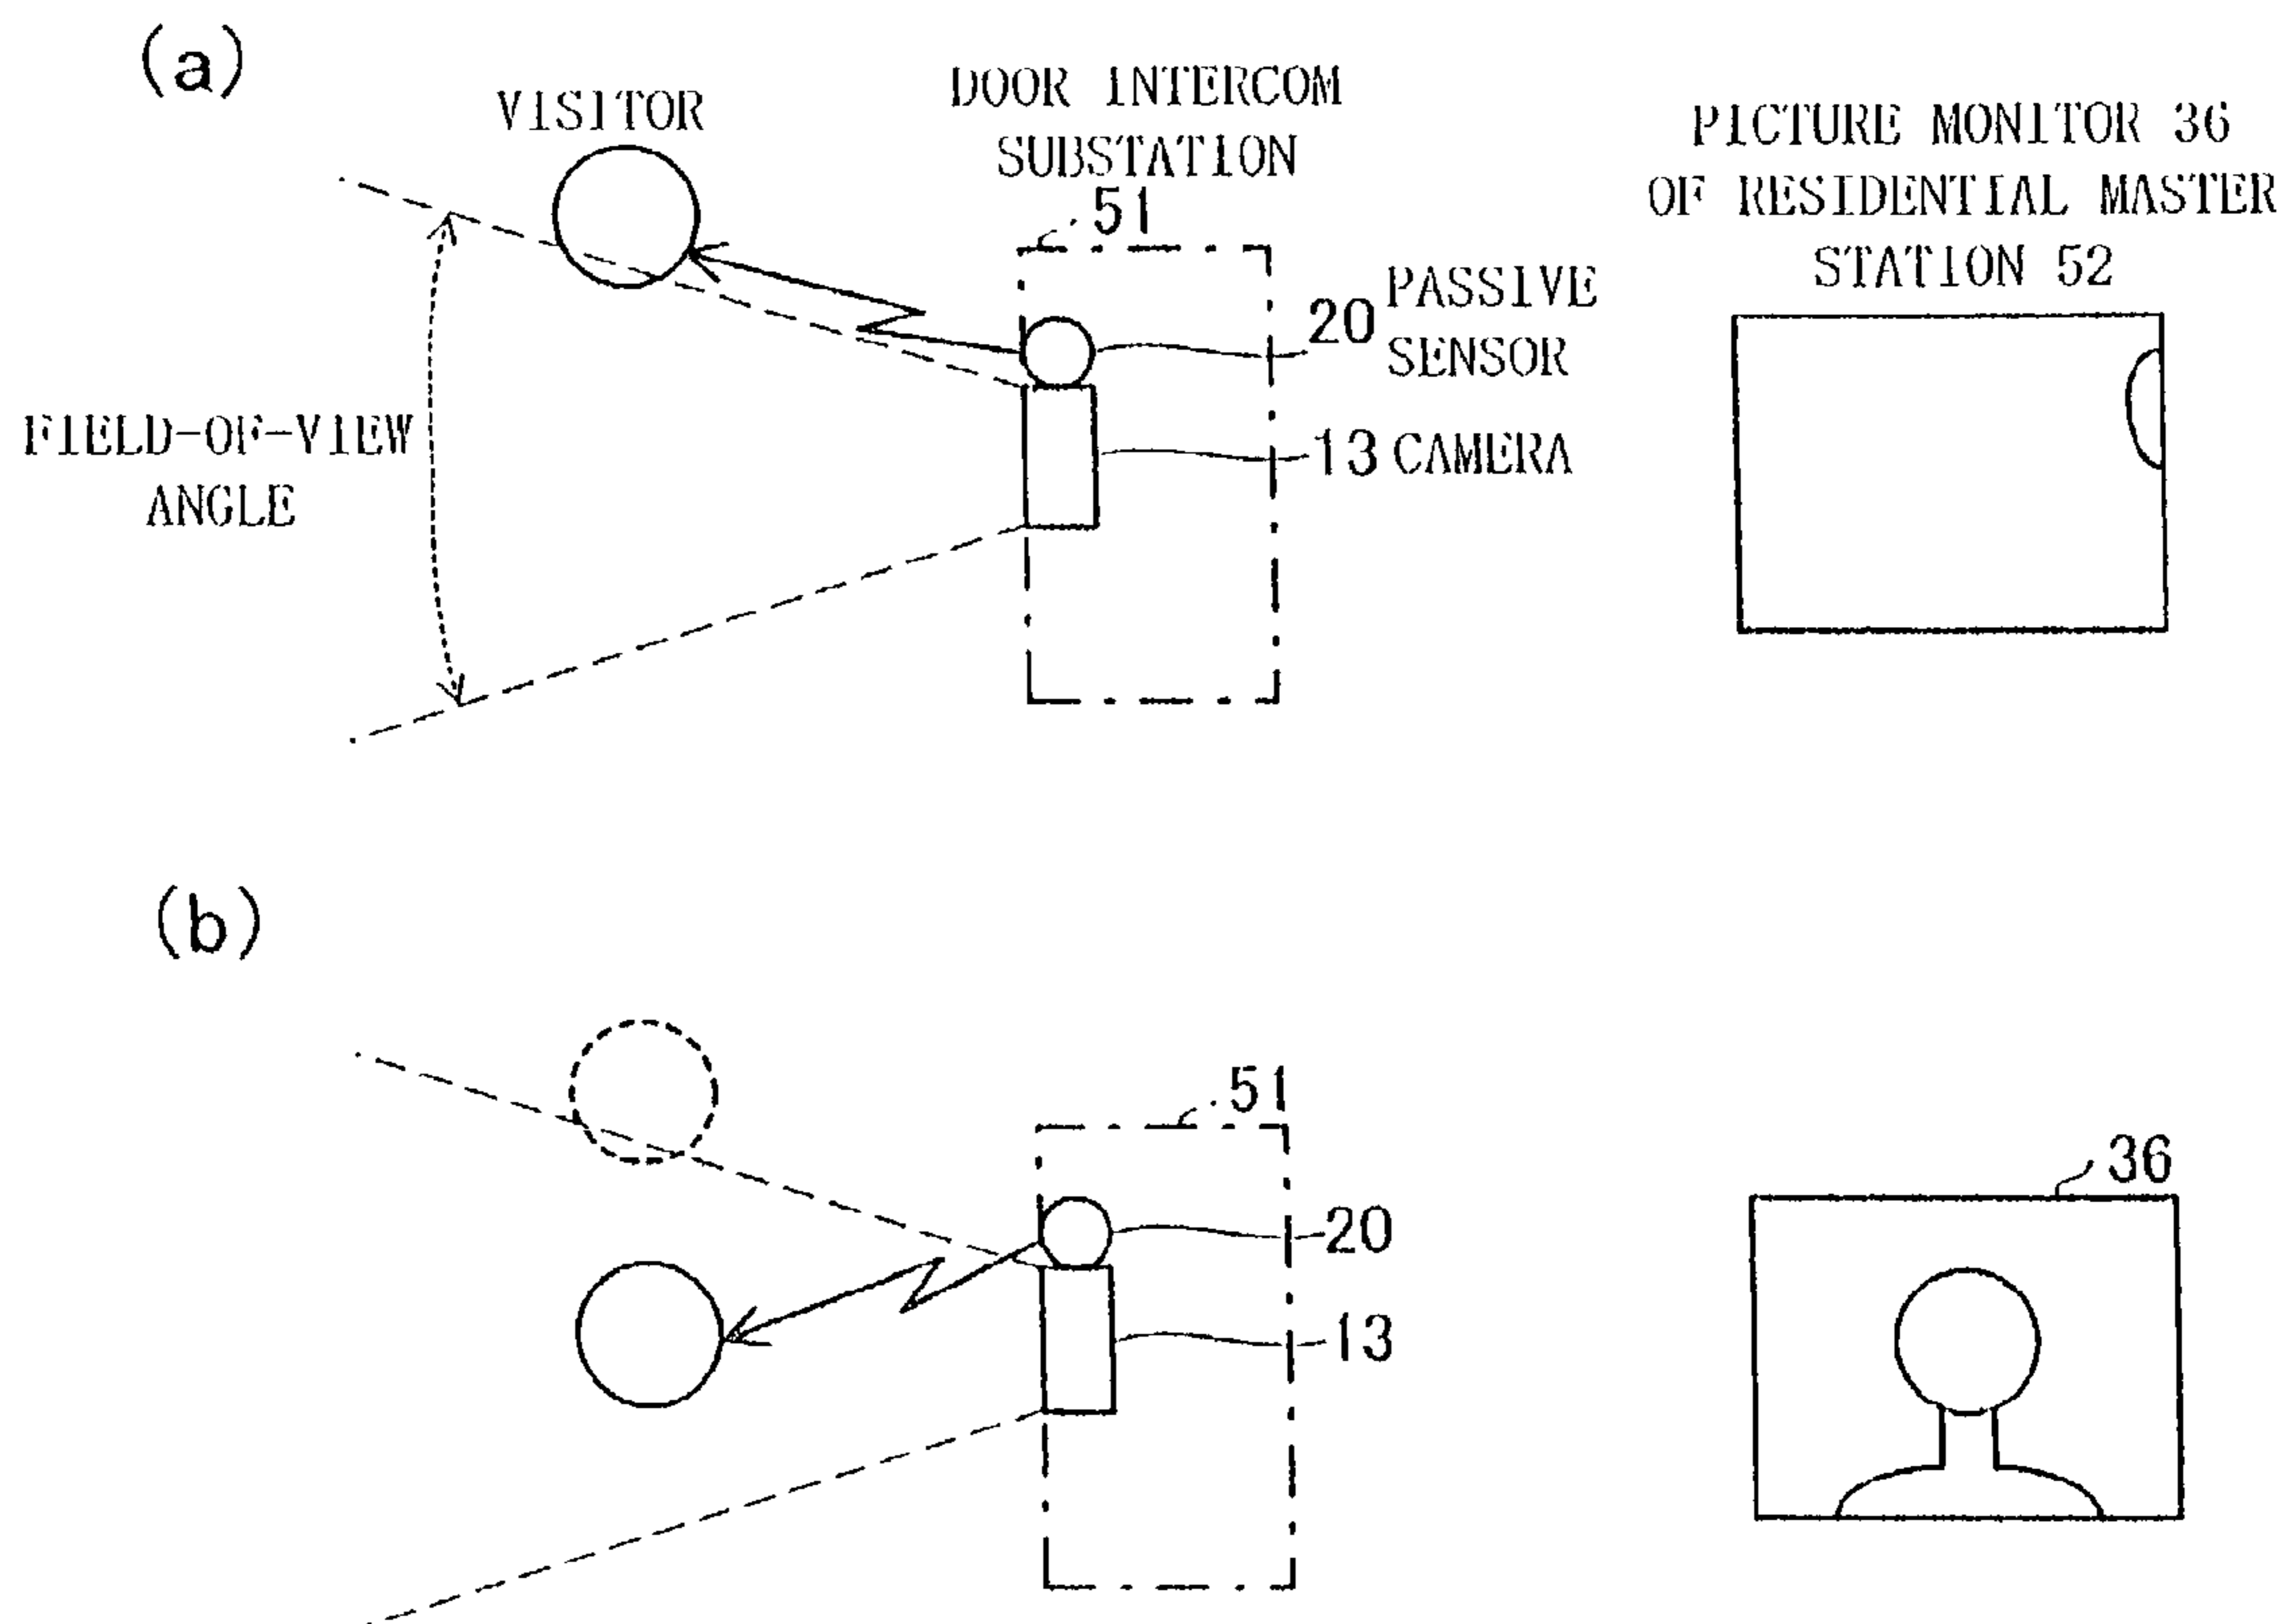 (a)
VISITOR
DOOR INTERCOM
SUBSTATION
51
PICTURE MONITOR 36
OF RESIDENTIAL MASTER
STATION 52
20 PASSIVE
SENSOR
13 CAMERA
FIELD-OF-VIEW
ANGLE
(b)
51
36
20
13